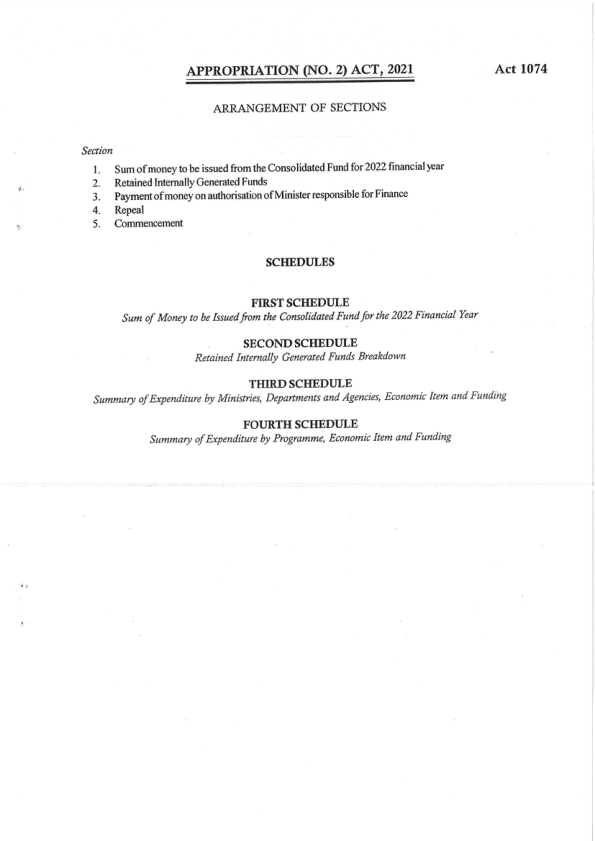 APPROPRIATION (NO. 2) ACT, 2021 Act 1074
ARRANGEMENT OF SECTIONS
Section
1. Sum of money to be issued from the Consolidated Fund for 2022 financial year
2. Retained Internally Generated Funds
3. Payment of money on authorisation of Minister responsible for Finance
4. Repeal
5. Commencement
SCHEDULES
FIRST SCHEDULE
Sum of Money to be Issued from the Consolidated Fund for the 2022 Financial Year
SECOND SCHEDULE
Retained Internally Generated Funds Breakdown
THIRD SCHEDULE
Summary of Expenditure by Ministries, Departments and Agencies, Economic Item and Funding
FOURTH SCHEDULE
Summary of Expenditure by Programme, Economic Item and Funding